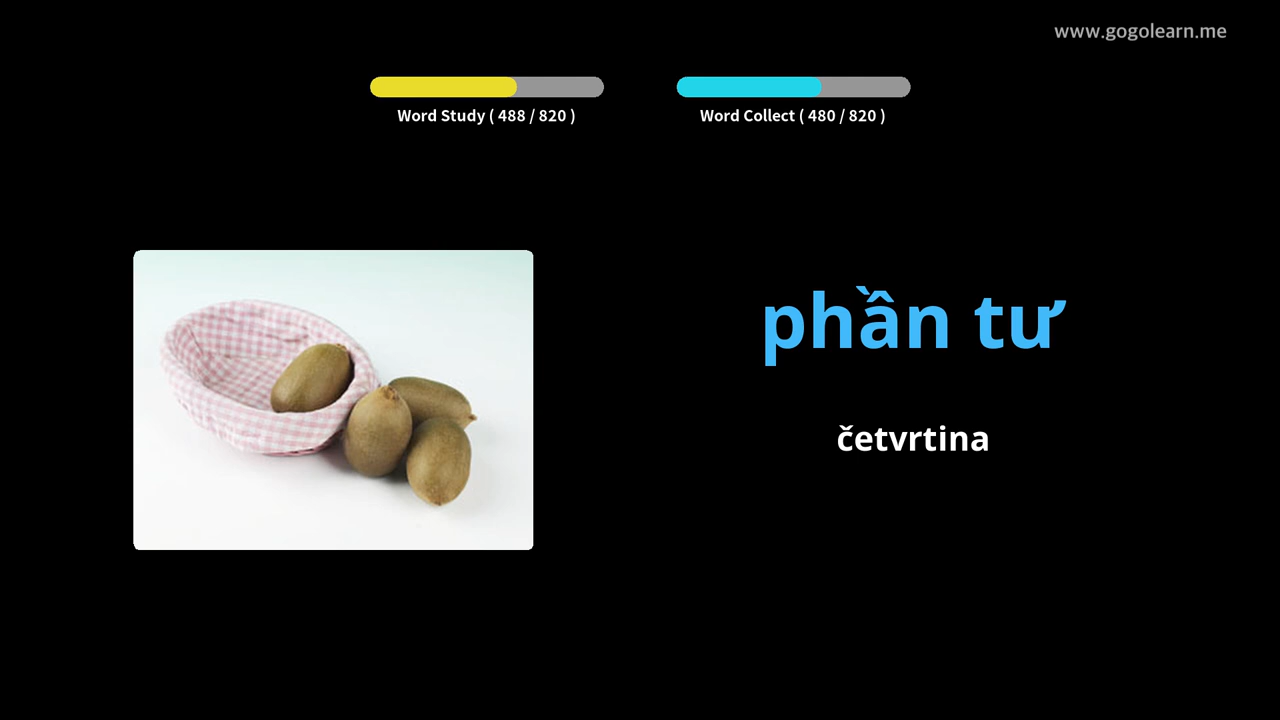 www.gogolearn.me
Word Study ( 488 / 820 )
Word Collect ( 480 / 820 )
phần tư
četvrtina